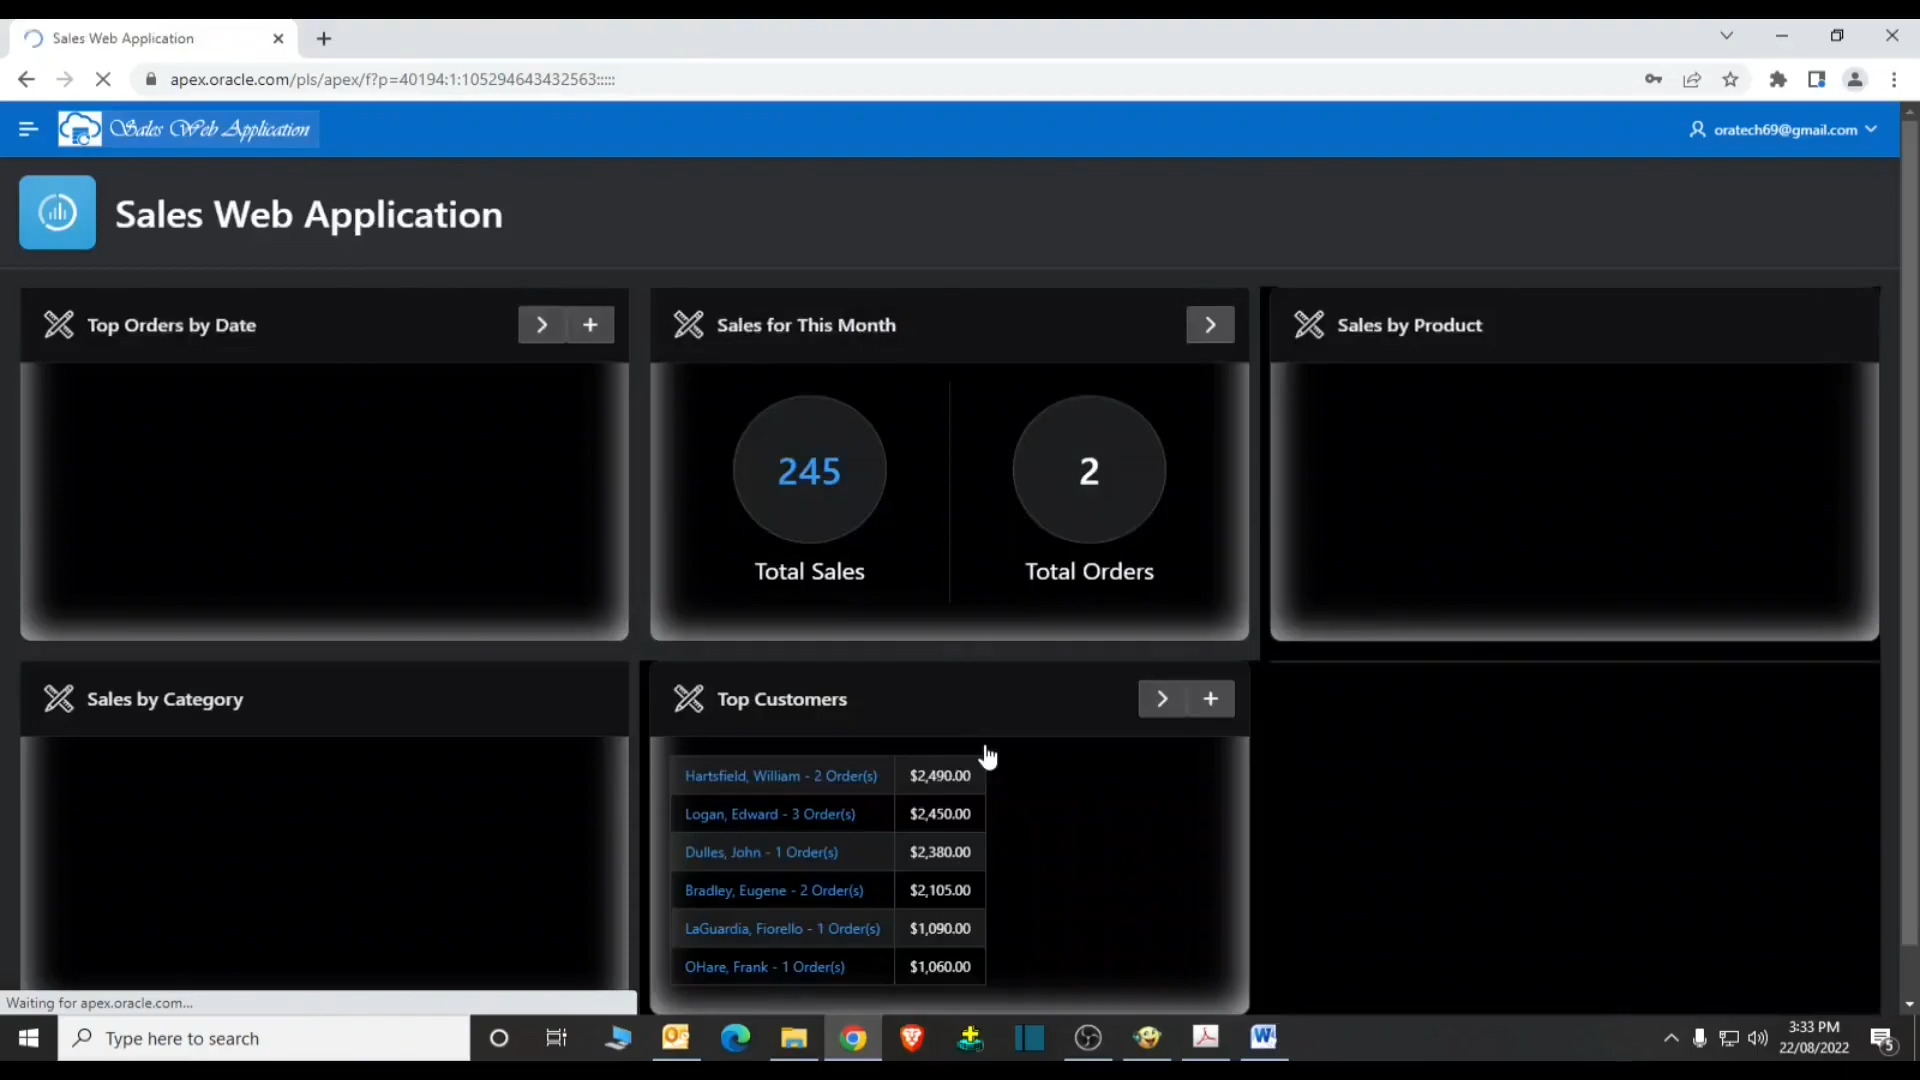 Sales Web Application
apex.oracle.com/pls/apex/f?p=40194:1:105294643432563:::::
Sales Web Application
oratech69@gmail.com
Sales Web Application
Top Orders by Date
Sales for This Month
Sales by Product
245
2
Total Sales
Total Orders
Sales by Category
Top Customers
Hartsfield, William - 2 Order(s) $2,490.00
Logan, Edward - 3 Order(s) $2,450.00
Dulles, John - 1 Order(s) $2,380.00
Bradley, Eugene - 2 Order(s) $2,105.00
LaGuardia, Fiorello - 1 Order(s) $1,090.00
OHare, Frank - 1 Order(s) $1,060.00
Waiting for apex.oracle.com...
Type here to search
3:33 PM
22/08/2022
5